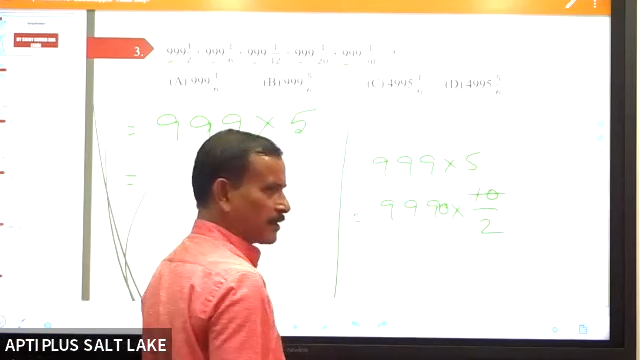 3. 999 1/2 + 999 1/6 + 999 1/12 + 999 1/20 + 999 1/30
(A) 999 1/6 (B) 999 5/6 (C) 4995 1/6 (D) 4995 5/6
= 999 × 5
=
999 × 5
= 9990 × 10/2
APTI PLUS SALT LAKE